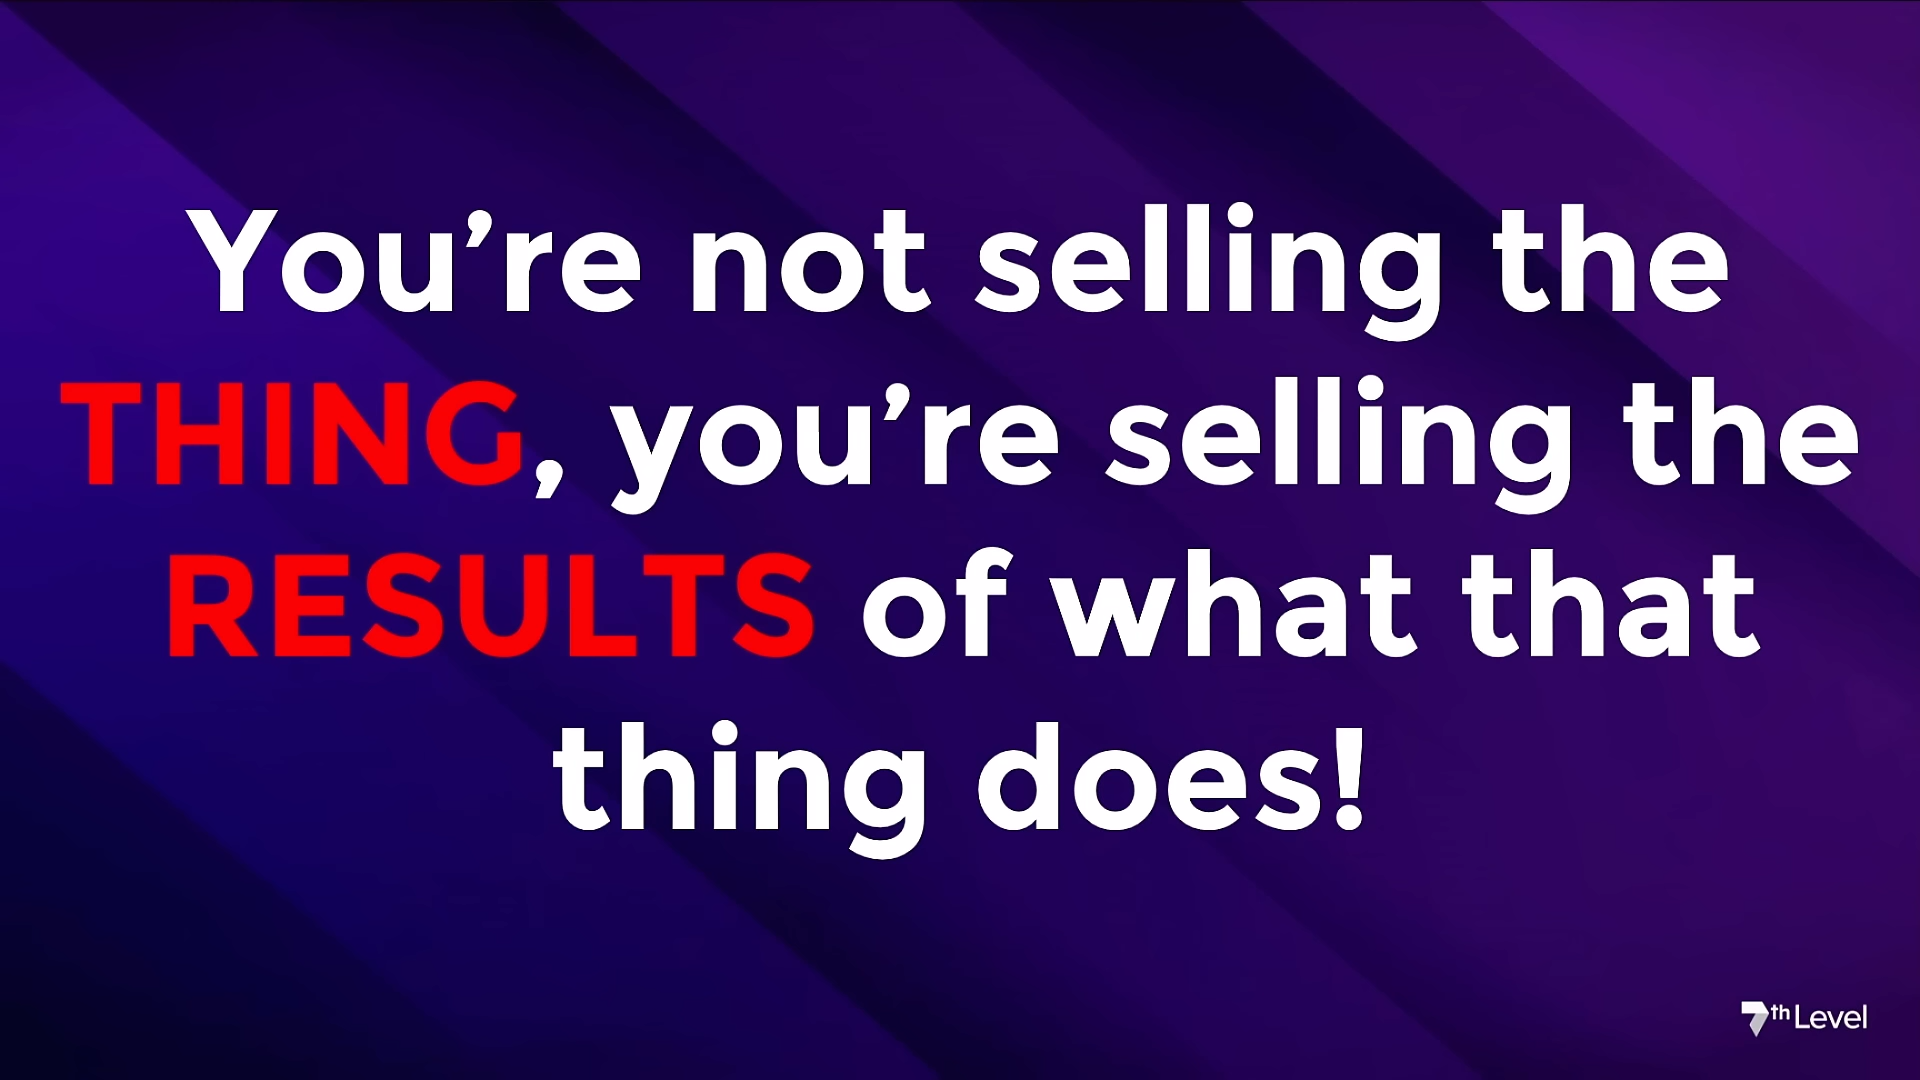 You’re not selling the
THING, you’re selling the
RESULTS of what that
thing does!
7th Level